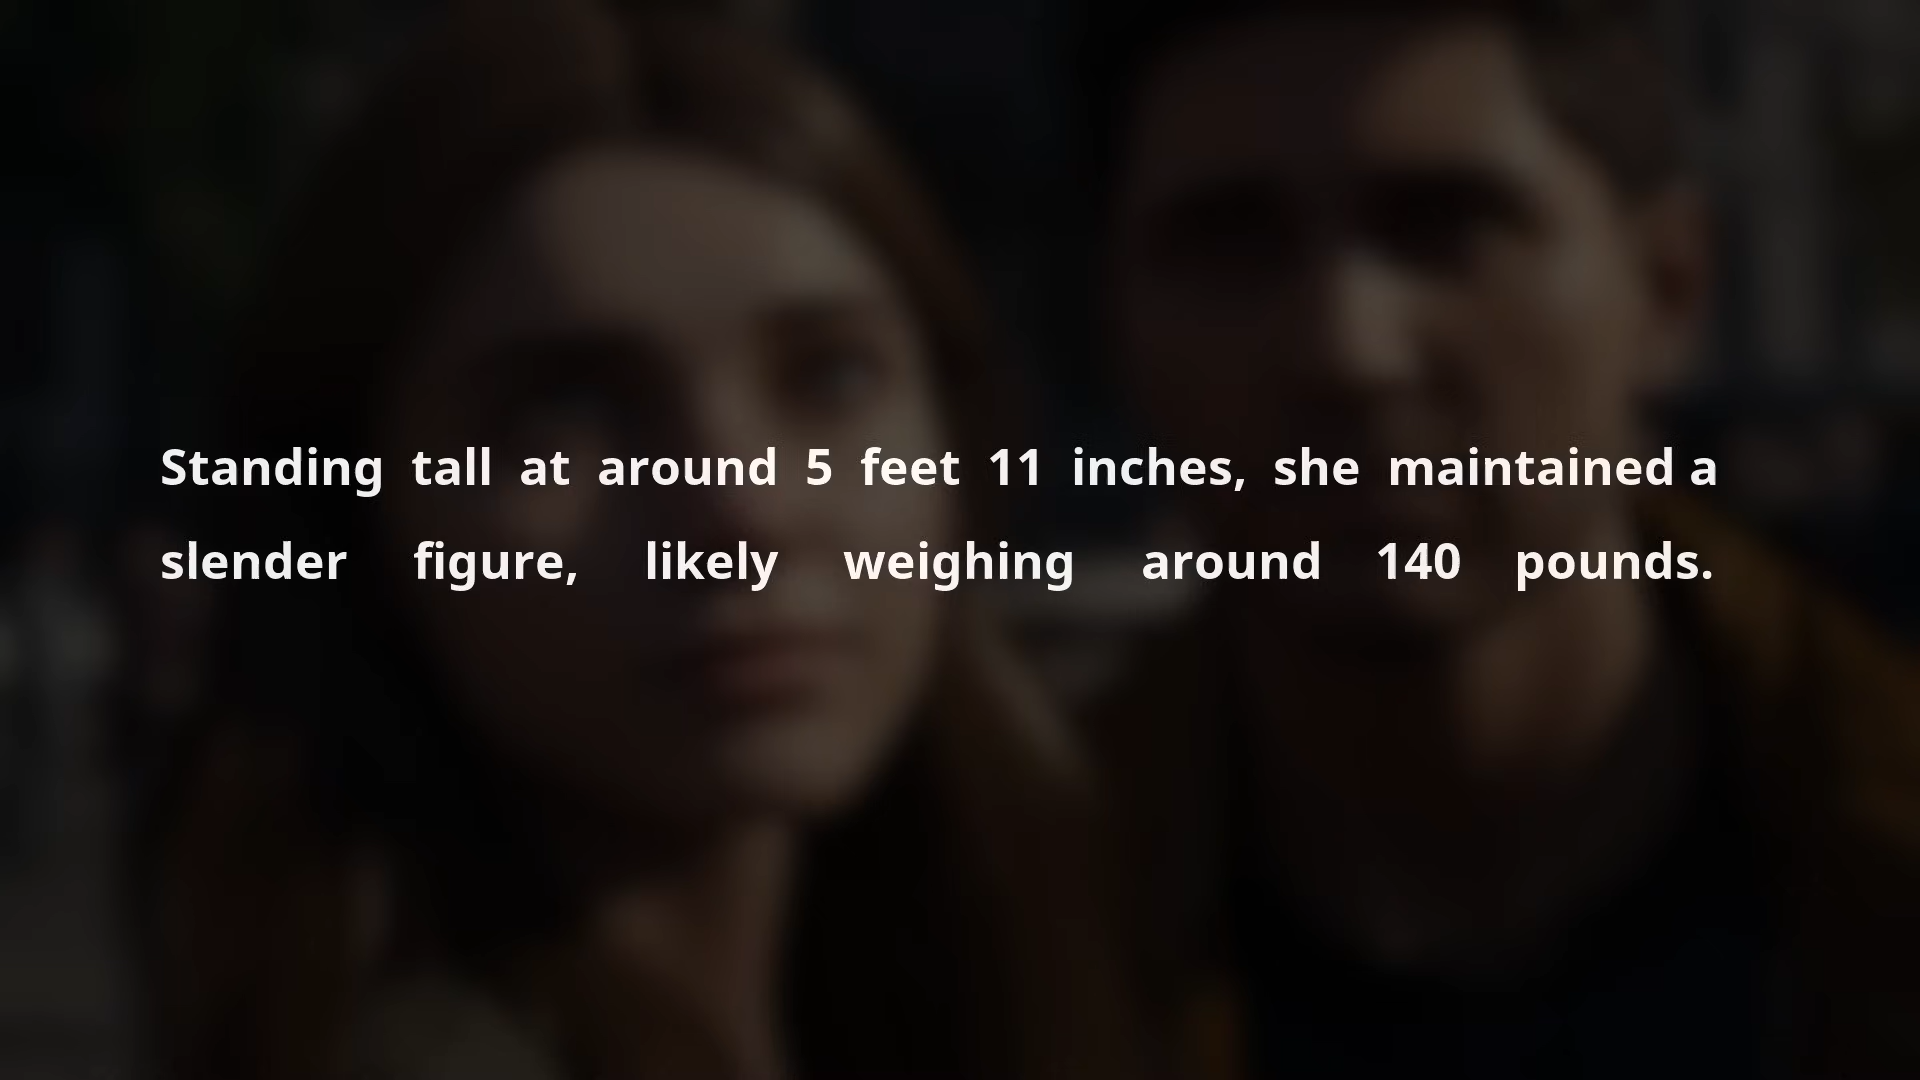 Standing tall at around 5 feet 11 inches, she maintained a
slender figure, likely weighing around 140 pounds.